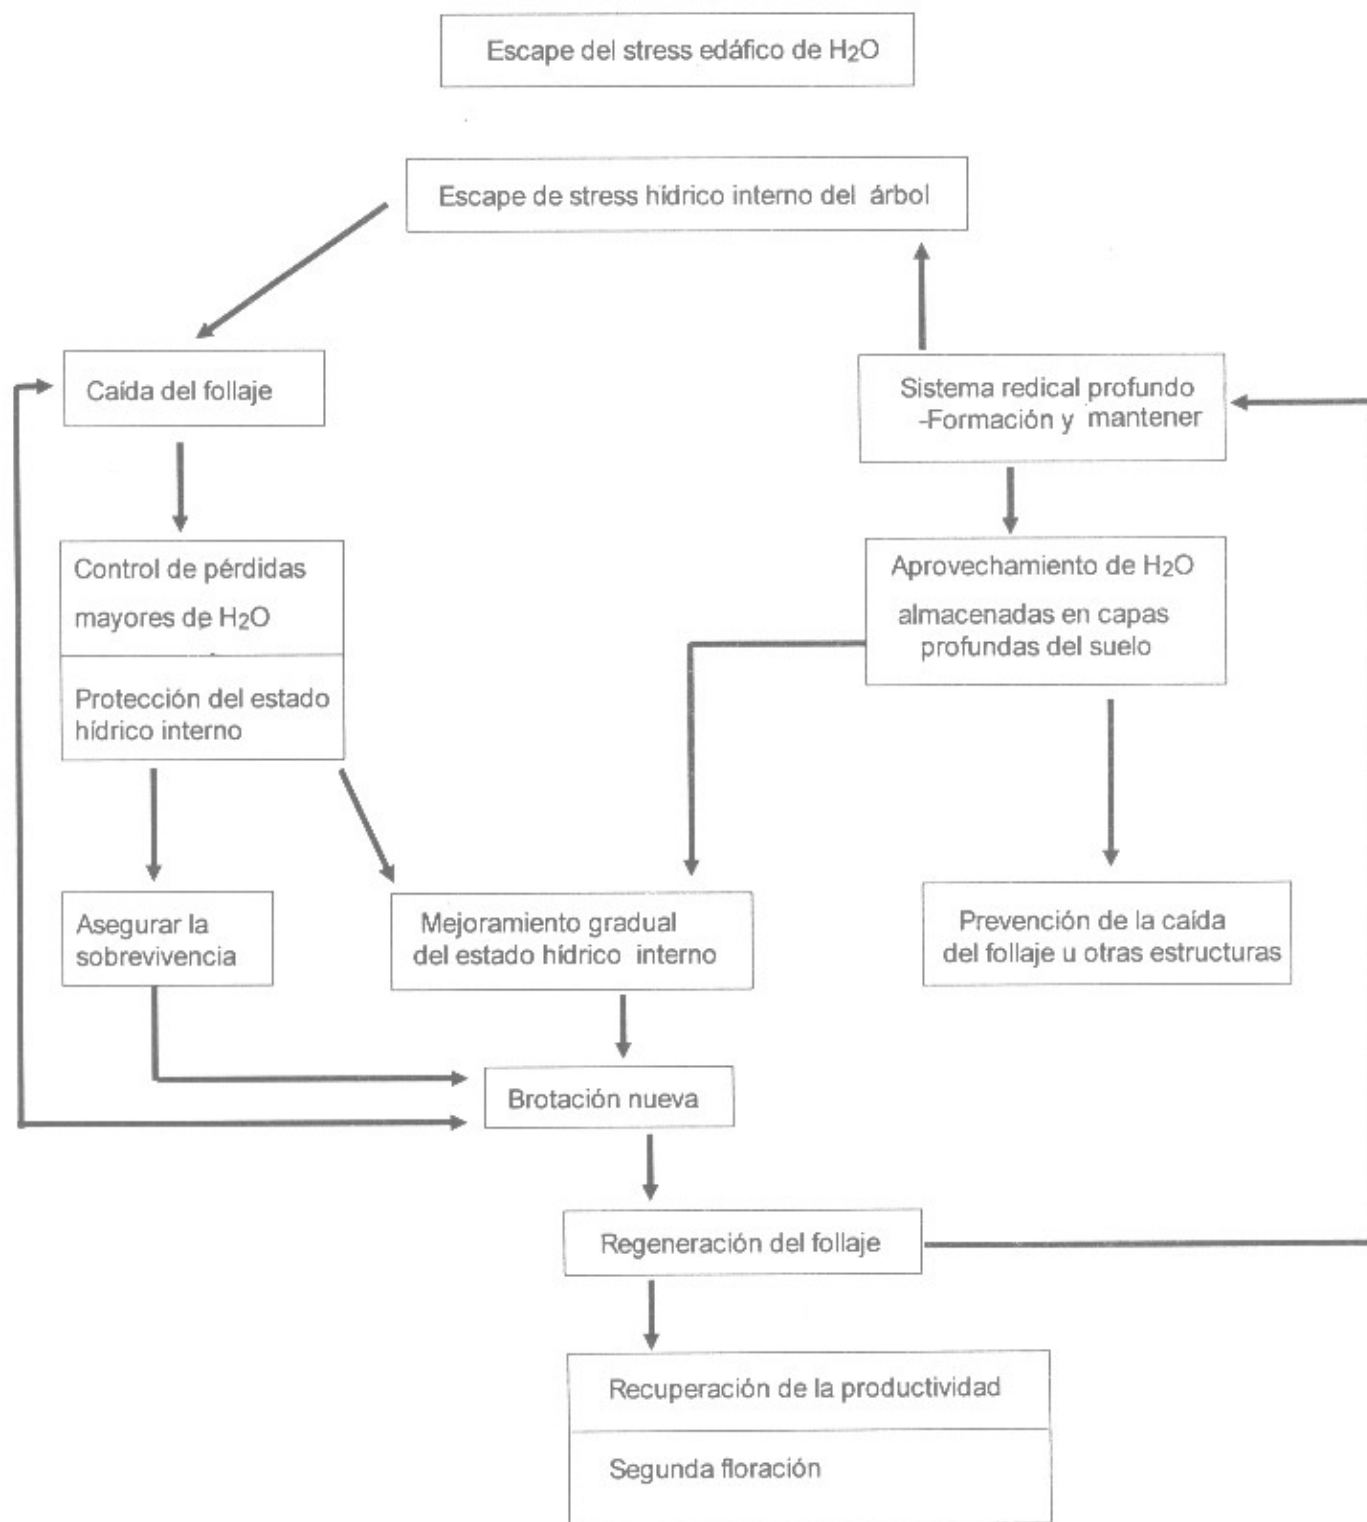 Escape del stress edáfico de H₂O
Escape de stress hídrico interno del árbol
Caída del follaje
Sistema redical profundo
-Formación y mantener
Control de pérdidas
mayores de H₂O
Protección del estado
hídrico interno
Aprovechamiento de H₂O
almacenadas en capas
profundas del suelo
Asegurar la
sobrevivencia
Mejoramiento gradual
del estado hídrico interno
Prevención de la caída
del follaje u otras estructuras
Brotación nueva
Regeneración del follaje
Recuperación de la productividad
Segunda floración